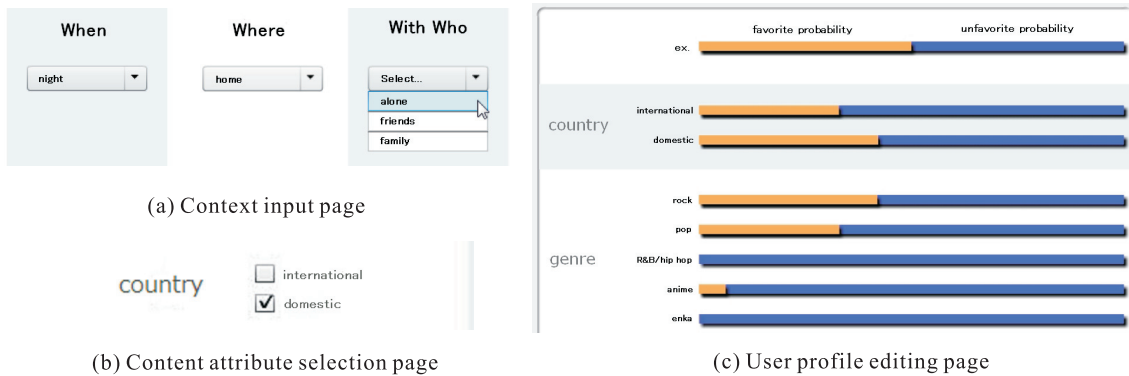 When
Where
With Who
night
home
Select...
alone
friends
family
(a) Context input page
country
international
domestic
(b) Content attribute selection page
favorite probability
unfavorite probability
ex.
country
international
domestic
genre
rock
pop
R&B/hip hop
anime
enka
(c) User profile editing page